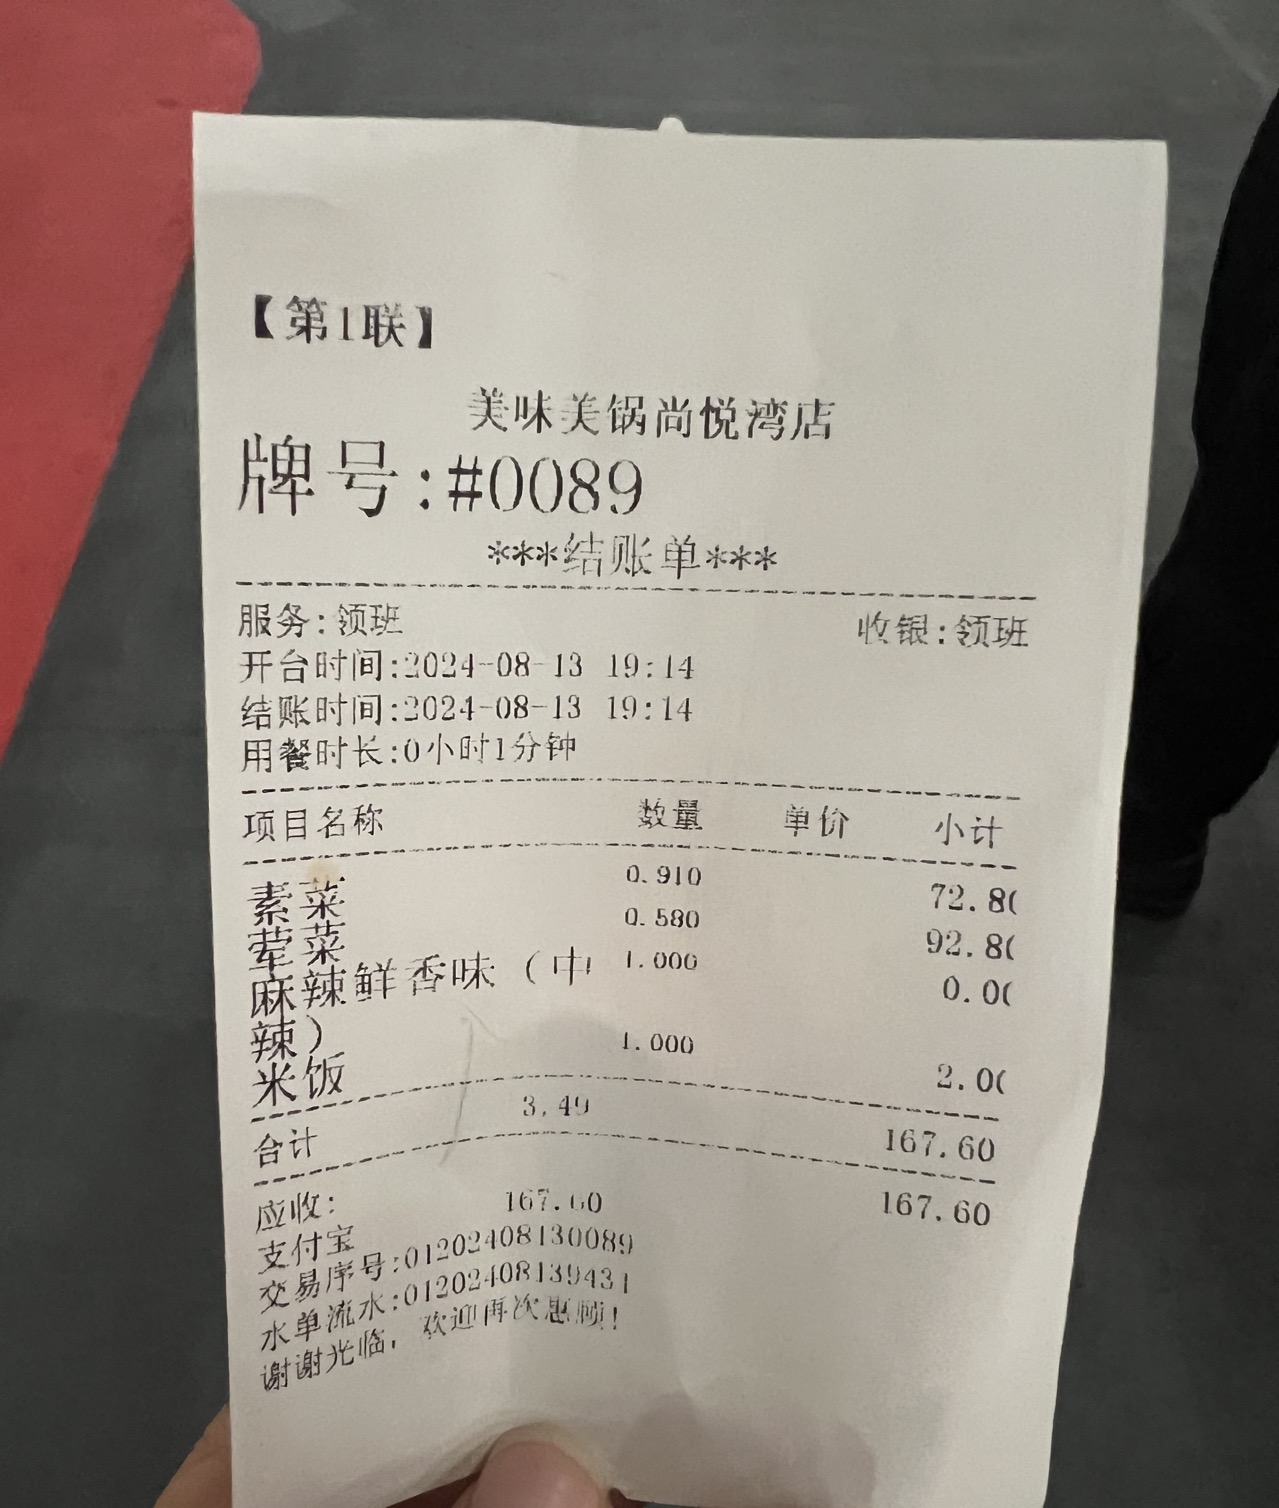 【第1联】
美味美锅尚悦湾店
牌号:#0089
***结账单***
服务:领班 收银:领班
开台时间:2024-08-13 19:14
结账时间:2024-08-13 19:14
用餐时长:0小时1分钟
项目名称 数量 单价 小计
素菜 0.910 72.8(
荤菜 0.580 92.8(
麻辣鲜香味（中 1.000 0.0(
辣）
米饭 1.000 2.0(
合计 3.49 167.60
应收: 167.60 167.60
支付宝
交易序号:01202408130089
水单流水:01202408139431
谢谢光临，欢迎再次惠顾!